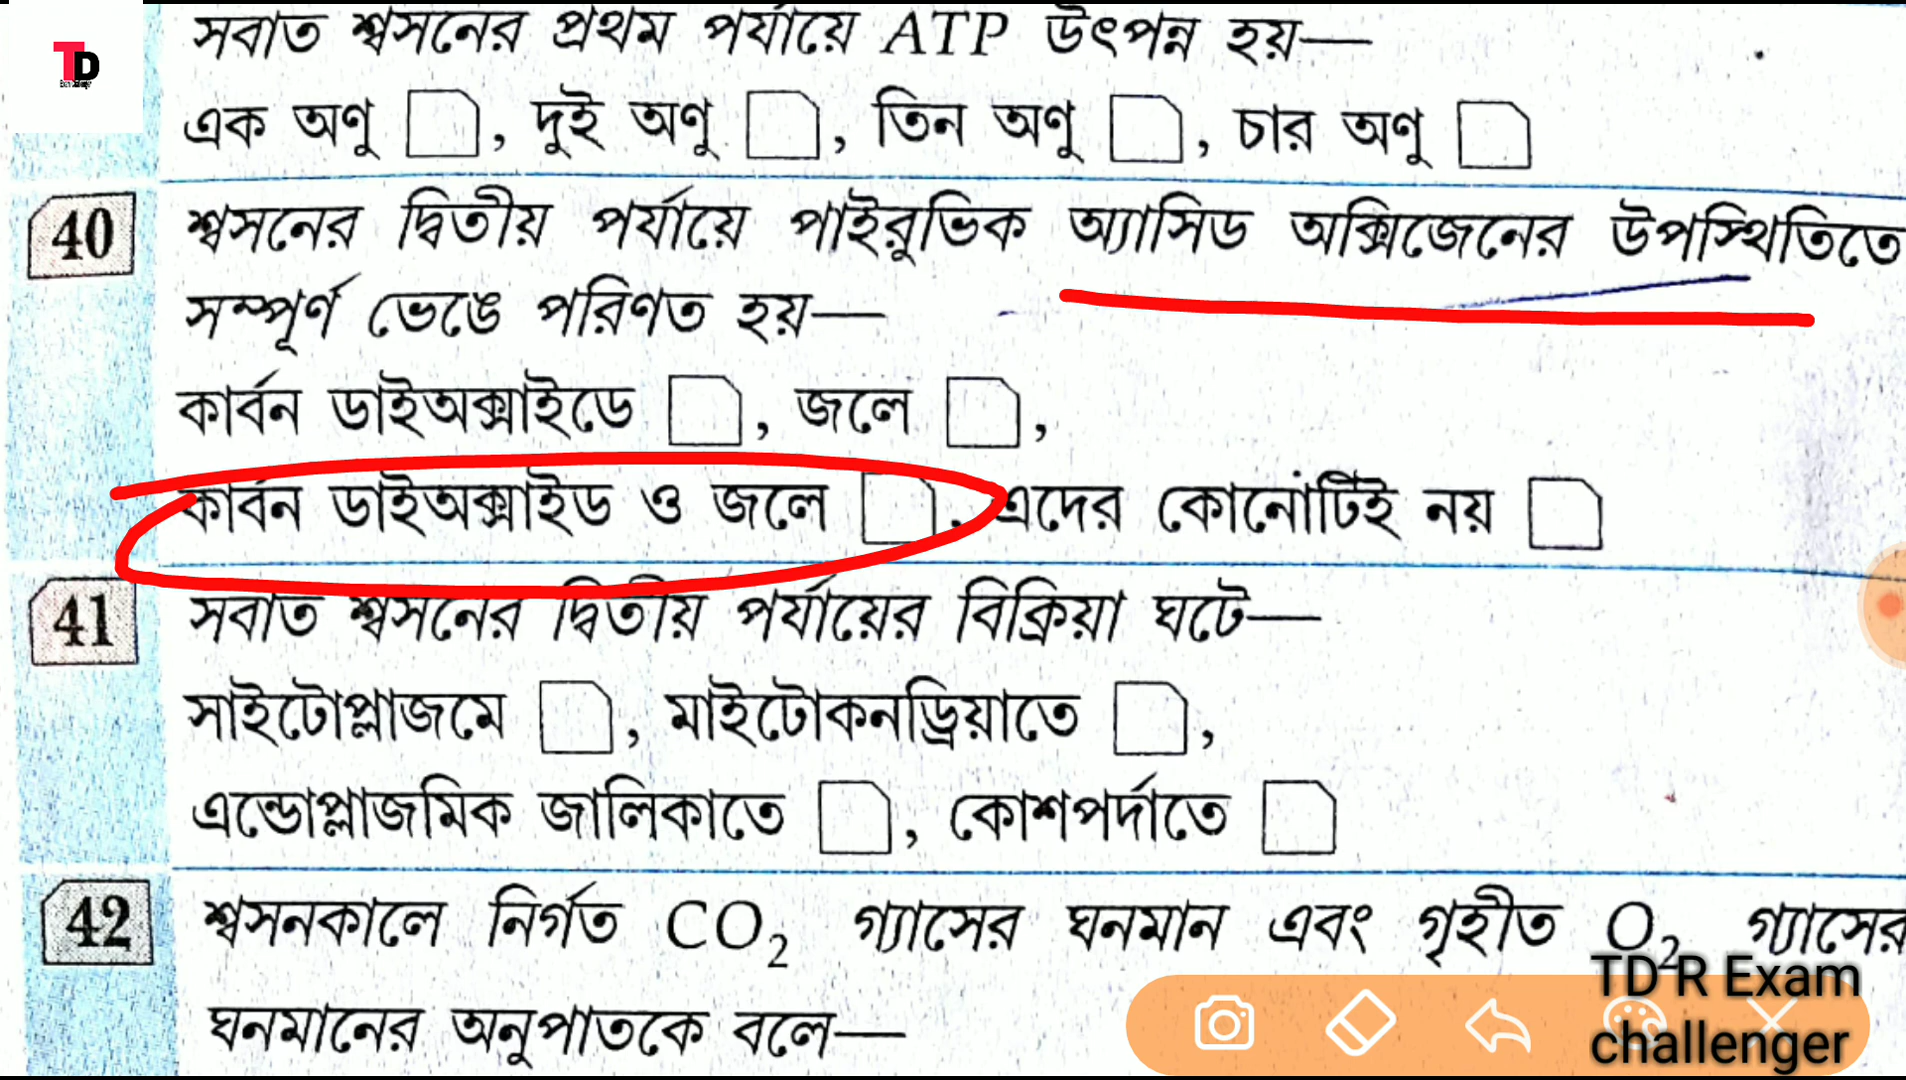 TD
সবাত শ্বসনের প্রথম পর্যায়ে ATP উৎপন্ন হয়—
এক অণু , দুই অণু , তিন অণু , চার অণু
40 শ্বসনের দ্বিতীয় পর্যায়ে পাইরুভিক অ্যাসিড অক্সিজেনের উপস্থিতিতে
সম্পূর্ণ ভেঙে পরিণত হয়—
কার্বন ডাইঅক্সাইডে , জলে ,
কার্বন ডাইঅক্সাইড ও জলে , এদের কোনোটিই নয়
41 সবাত শ্বসনের দ্বিতীয় পর্যায়ের বিক্রিয়া ঘটে—
সাইটোপ্লাজমে , মাইটোকনড্রিয়াতে ,
এন্ডোপ্লাজমিক জালিকাতে , কোশপর্দাতে
42 শ্বসনকালে নির্গত CO₂ গ্যাসের ঘনমান এবং গৃহীত O₂ গ্যাসের
ঘনমানের অনুপাতকে বলে—
TD R Exam
challenger